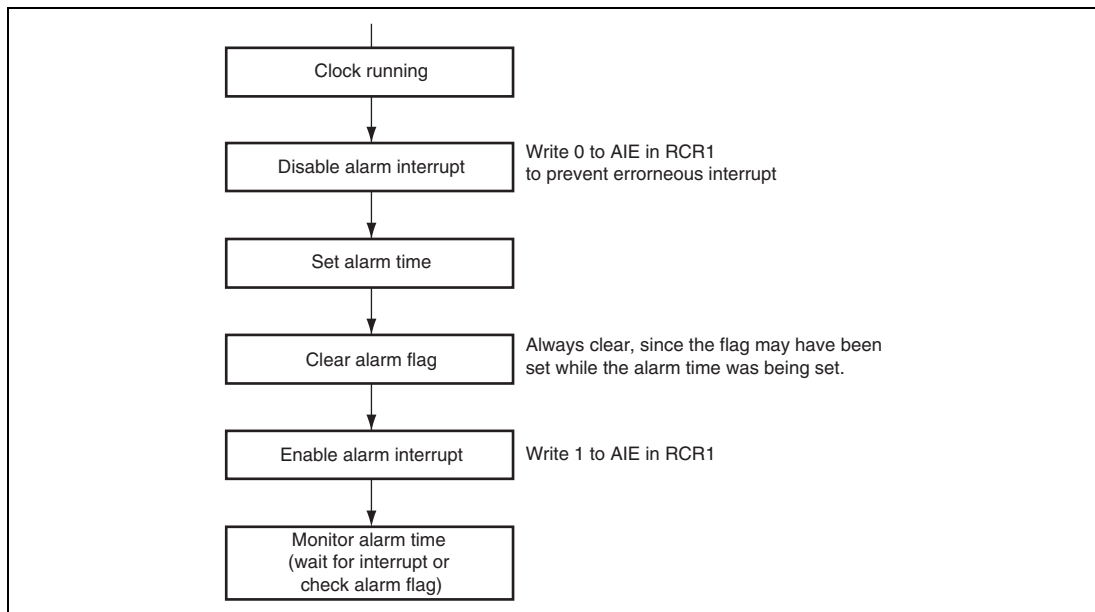 Clock running
Disable alarm interrupt
Write 0 to AIE in RCR1
to prevent errorneous interrupt
Set alarm time
Clear alarm flag
Always clear, since the flag may have been
set while the alarm time was being set.
Enable alarm interrupt
Write 1 to AIE in RCR1
Monitor alarm time
(wait for interrupt or
check alarm flag)